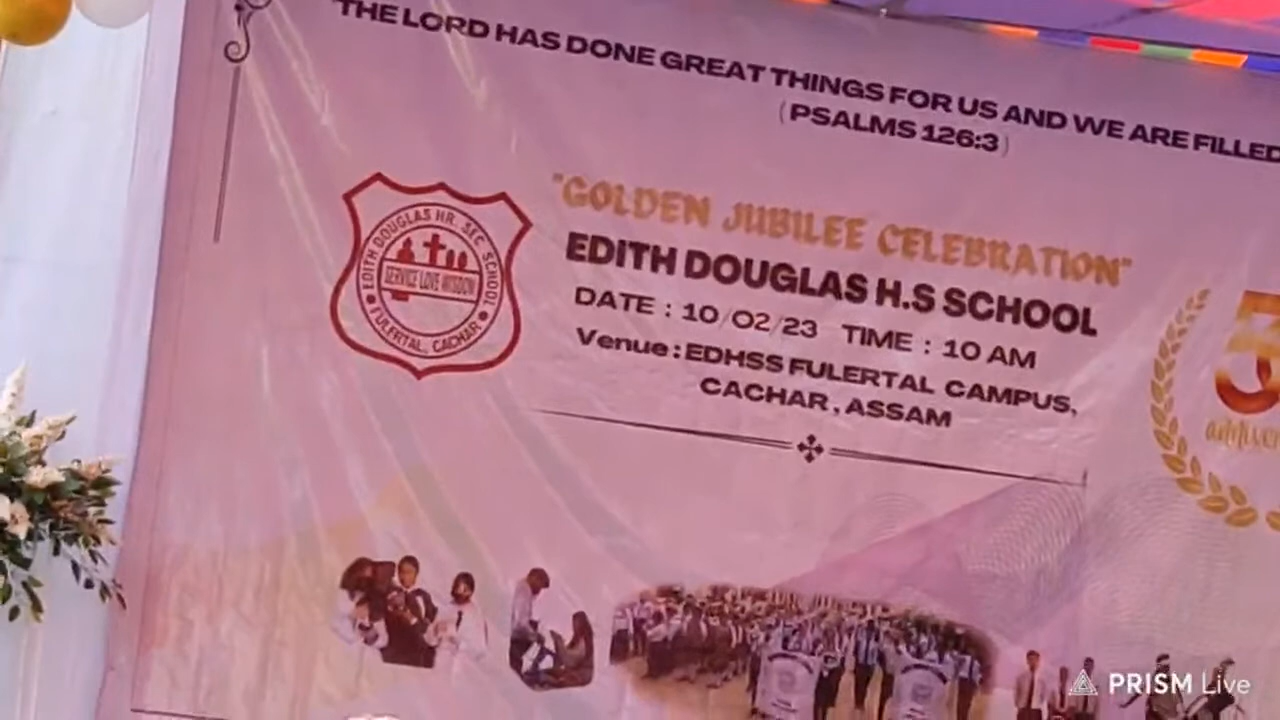 THE LORD HAS DONE GREAT THINGS FOR US AND WE ARE FILLED
(PSALMS 126:3)
"GOLDEN JUBILEE CELEBRATION"
EDITH DOUGLAS H.S SCHOOL
DATE : 10/02/23 TIME : 10 AM
Venue : EDHSS FULERTAL CAMPUS,
CACHAR, ASSAM
EDITH DOUGLAS HR. SEC SCHOOL
SERVICE LOVE WISDOM
FULERTAL, CACHAR
PRISM Live